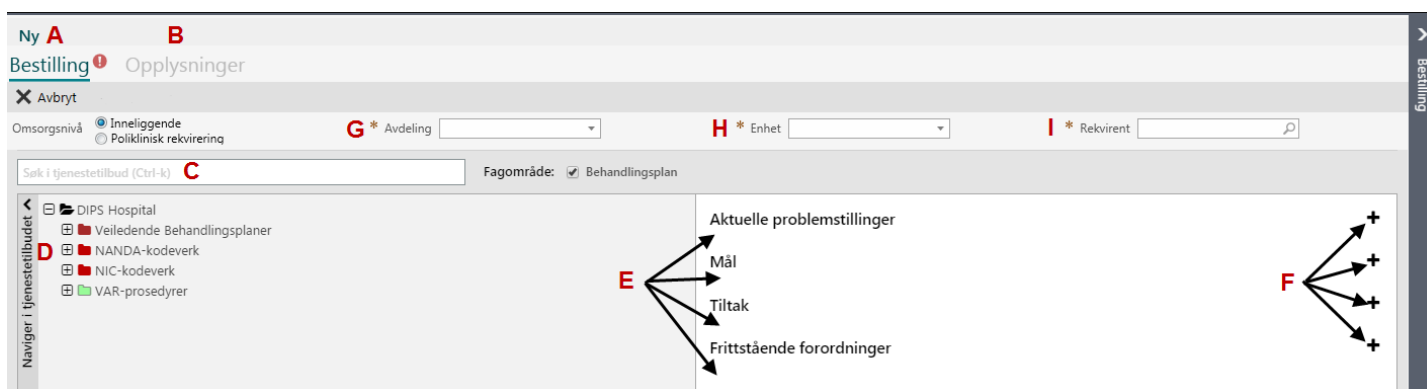 Ny A B
Bestilling Opplysninger
Avbryt
Omsorgsnivå Inneliggende G * Avdeling H * Enhet I * Rekvirent
Poliklinisk rekvirering
Søk i tjenestetilbud (Ctrl-k) C Fagområde: Behandlingsplan
DIPS Hospital
Veiledende Behandlingsplaner
D NANDA-kodeverk
NIC-kodeverk
VAR-prosedyrer
Naviger i tjenestetilbudet
E
Aktuelle problemstillinger +
Mål +
Tiltak +
Frittstående forordninger +
F
Bestilling